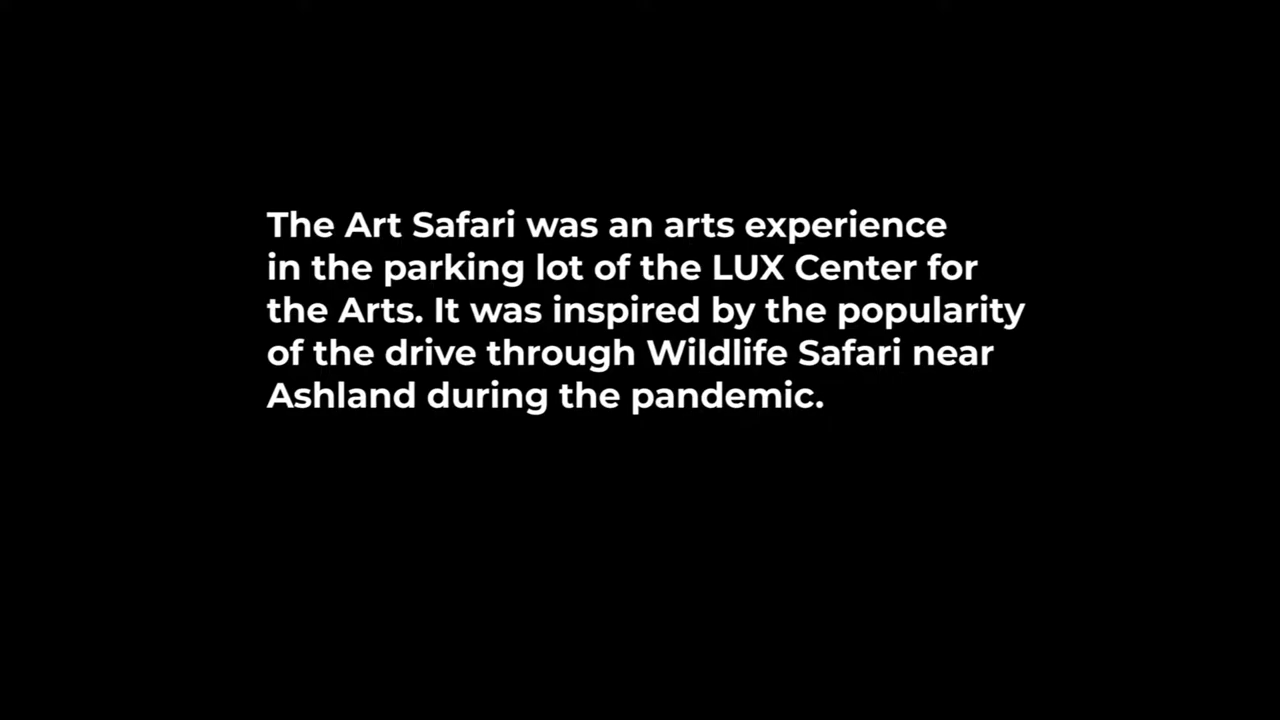 The Art Safari was an arts experience
in the parking lot of the LUX Center for
the Arts. It was inspired by the popularity
of the drive through Wildlife Safari near
Ashland during the pandemic.